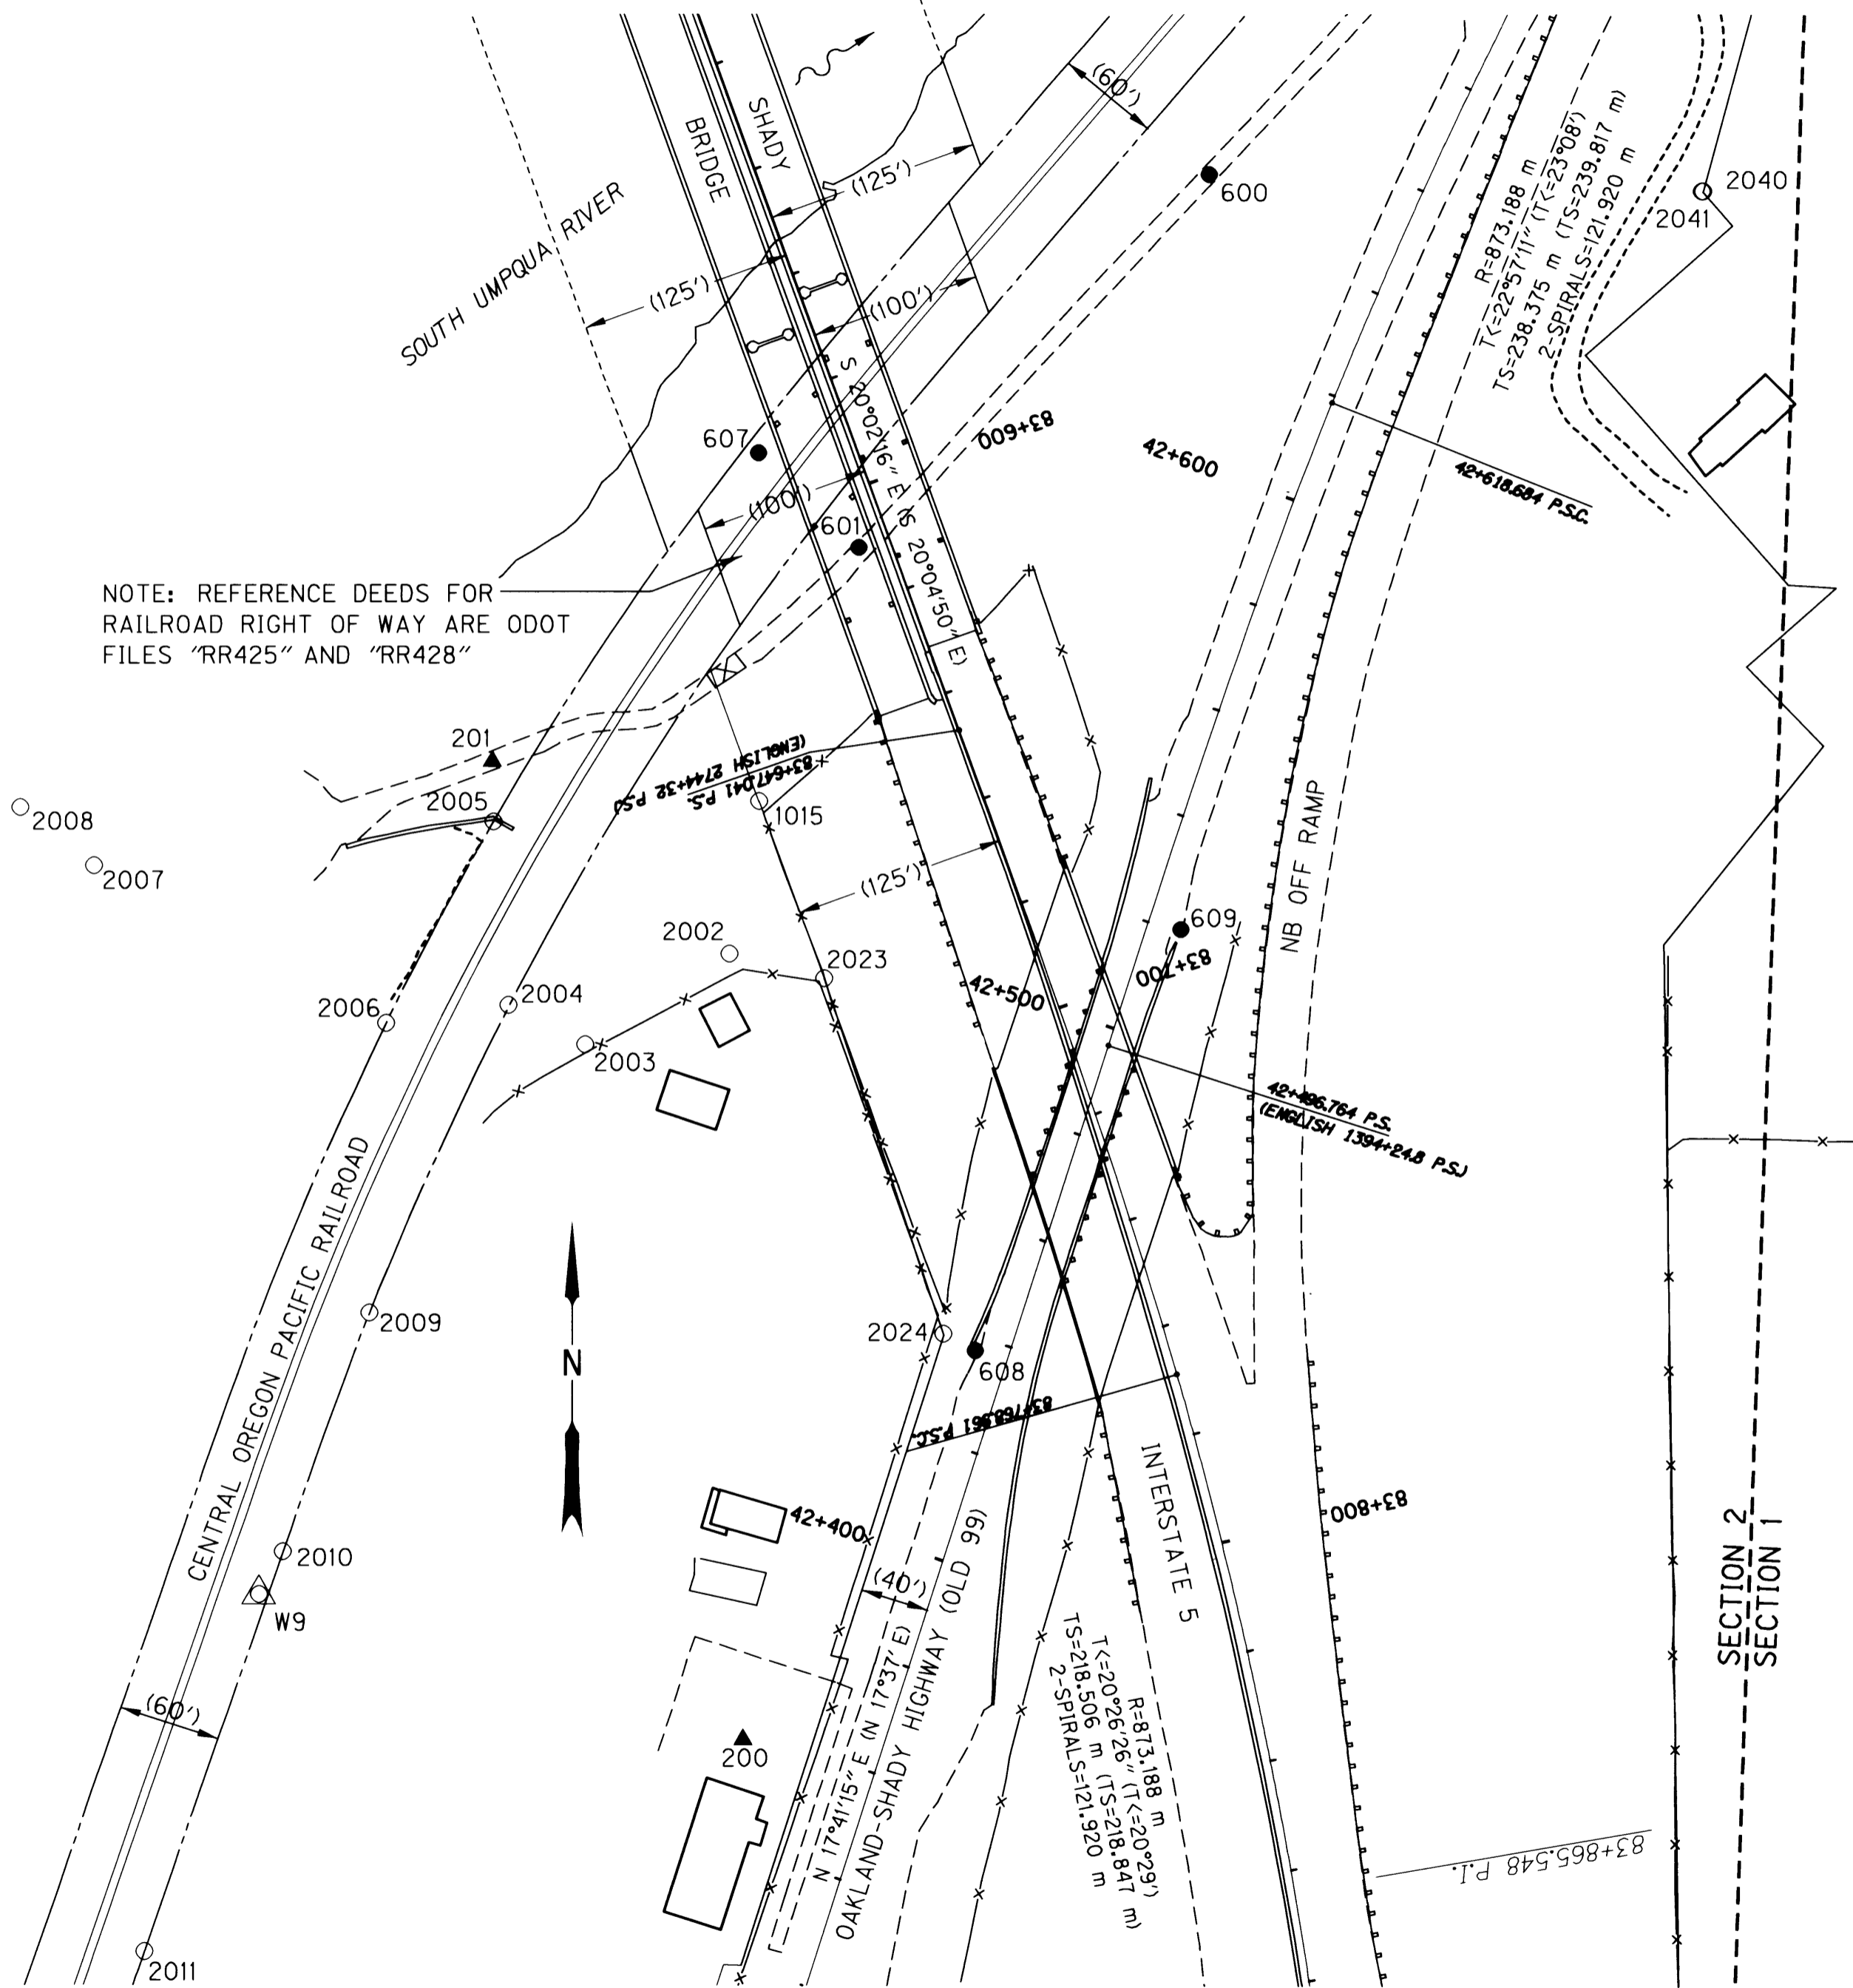 (60')
SHADY
BRIDGE
SOUTH UMPQUA RIVER
(125')
(125')
(100')
(100')
600
2040
2041
R=873.188 m
T<=22°57'11" (T<=23°08')
TS=238.375 m (TS=239.817 m)
2-SPIRALS=121.920 m
S 20°02'16" E (S 20°04'50" E)
83+600
42+600
42+618.684 P.S.C.
607
601
NOTE: REFERENCE DEEDS FOR
RAILROAD RIGHT OF WAY ARE ODOT
FILES "RR425" AND "RR428"
201
83+647.041 P.S.
(ENGLISH 2744+32 P.S.)
2005
2008
2007
1015
(125')
NB OFF RAMP
2002
2023
609
83+700
42+500
2006
2004
2003
42+496.764 P.S.
(ENGLISH 1394+24.8 P.S.)
CENTRAL OREGON PACIFIC RAILROAD
2009
2024
608
N
83+768.961 P.S.C.
INTERSTATE 5
83+800
42+400
2010
W9
(40')
OAKLAND-SHADY HIGHWAY (OLD 99)
N 17°41'15" E (N 17°37' E)
SECTION 2
SECTION 1
(60')
200
R=873.188 m
T<=20°26'26" (T<=20°29')
TS=218.506 m (TS=218.847 m)
2-SPIRALS=121.920 m
83+865.548 P.I.
2011